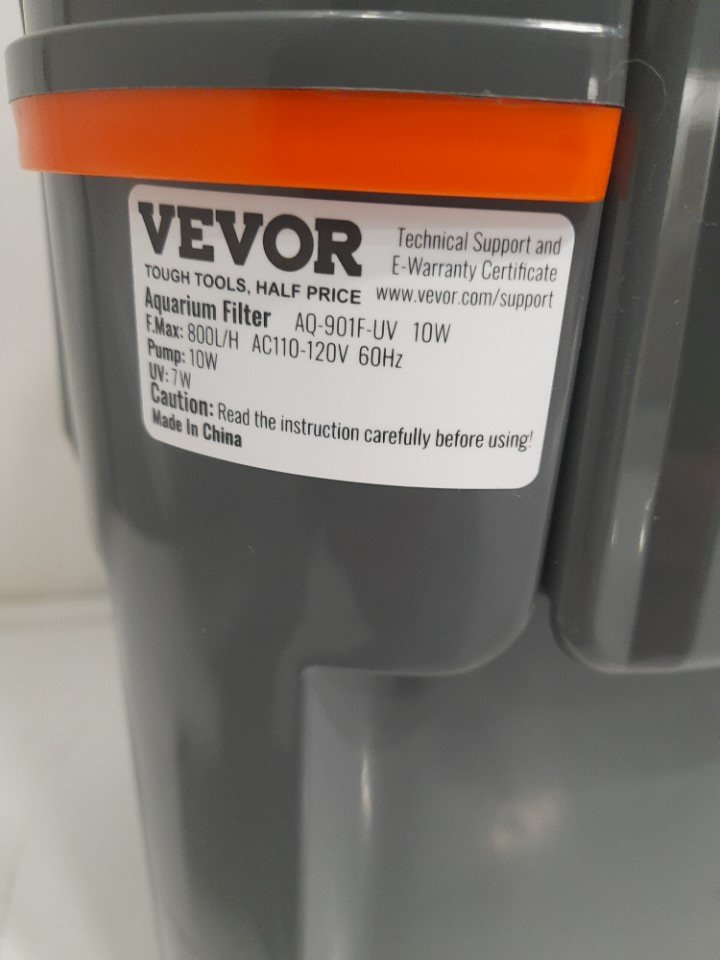 VEVOR
TOUGH TOOLS, HALF PRICE
Technical Support and
E-Warranty Certificate
www.vevor.com/support
Aquarium Filter AQ-901F-UV 10W
F.Max: 800L/H AC110-120V 60Hz
Pump: 10W
UV: 7W
Caution: Read the instruction carefully before using!
Made In China